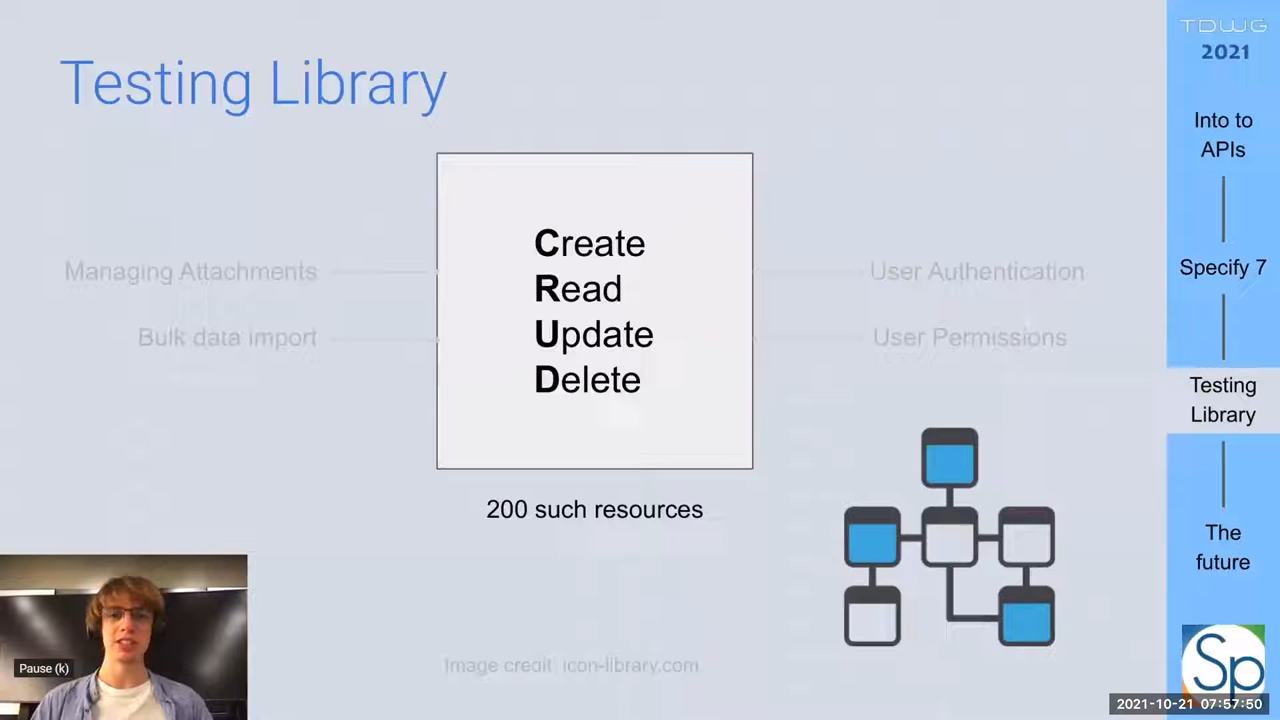 Testing Library
Create
Read
Update
Delete
Managing Attachments
Bulk data import
User Authentication
User Permissions
200 such resources
Image credit icon-library.com
Pause (k)
TDWG
2021
Into to
APIs
Specify 7
Testing
Library
The
future
Sp
2021-10-21 07:57:50